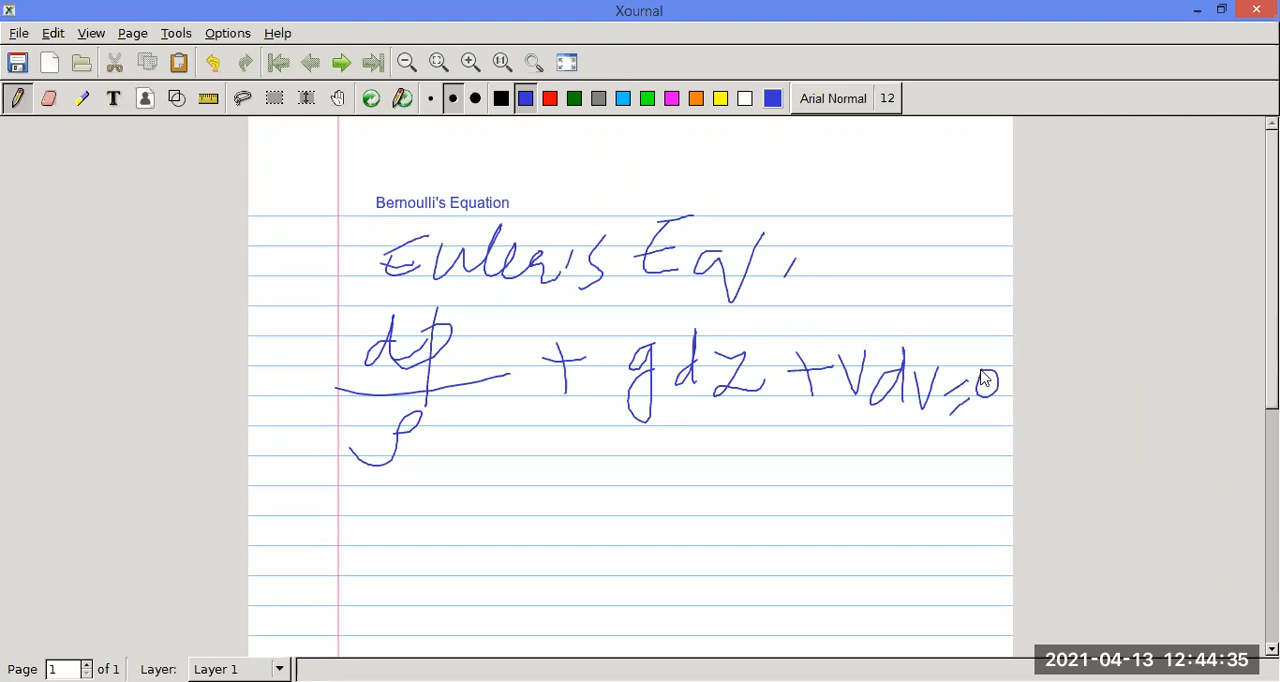 Xournal
File Edit View Page Tools Options Help
Arial Normal 12
Bernoulli's Equation
Euler's Eq.
dp/ρ + g dz + v dv = 0
Page 1 of 1 Layer: Layer 1
2021-04-13 12:44:35